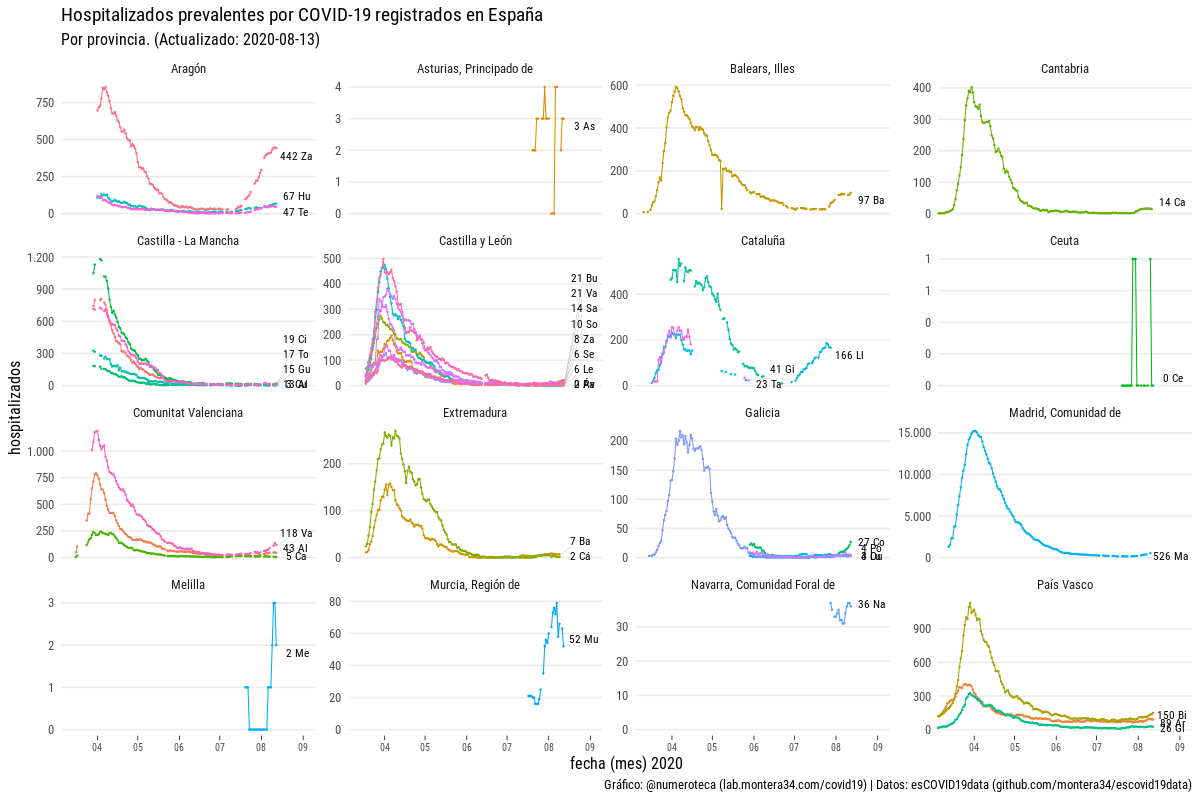 Hospitalizados prevalentes por COVID-19 registrados en España
Por provincia. (Actualizado: 2020-08-13)
hospitalizados
Aragón
750
500
250
0
442 Za
67 Hu
47 Te
Asturias, Principado de
4
3
2
1
0
3 As
Balears, Illes
600
400
200
0
97 Ba
Cantabria
400
300
200
100
0
14 Ca
Castilla - La Mancha
1.200
900
600
300
0
19 Ci
17 To
15 Gu
Castilla y León
500
400
300
200
100
0
21 Bu
21 Va
14 Sa
10 So
8 Za
6 Se
6 Le
Cataluña
400
200
0
166 Ll
41 Gi
23 Ta
Ceuta
1
1
0
0
0
0 Ce
Comunitat Valenciana
1.000
750
500
250
0
118 Va
43 Al
5 Ca
Extremadura
200
100
0
7 Ba
2 Cá
Galicia
200
150
100
50
0
27 Co
4 Po
Madrid, Comunidad de
15.000
10.000
5.000
0
526 Ma
Melilla
3
2
1
0
2 Me
Murcia, Región de
80
60
40
20
0
52 Mu
Navarra, Comunidad Foral de
30
20
10
0
36 Na
País Vasco
900
600
300
0
150 Bi
89 Ar
26 Gi
04 05 06 07 08 09
04 05 06 07 08 09
04 05 06 07 08 09
04 05 06 07 08 09
fecha (mes) 2020
Gráfico: @numeroteca (lab.montera34.com/covid19) | Datos: esCOVID19data (github.com/montera34/escovid19data)